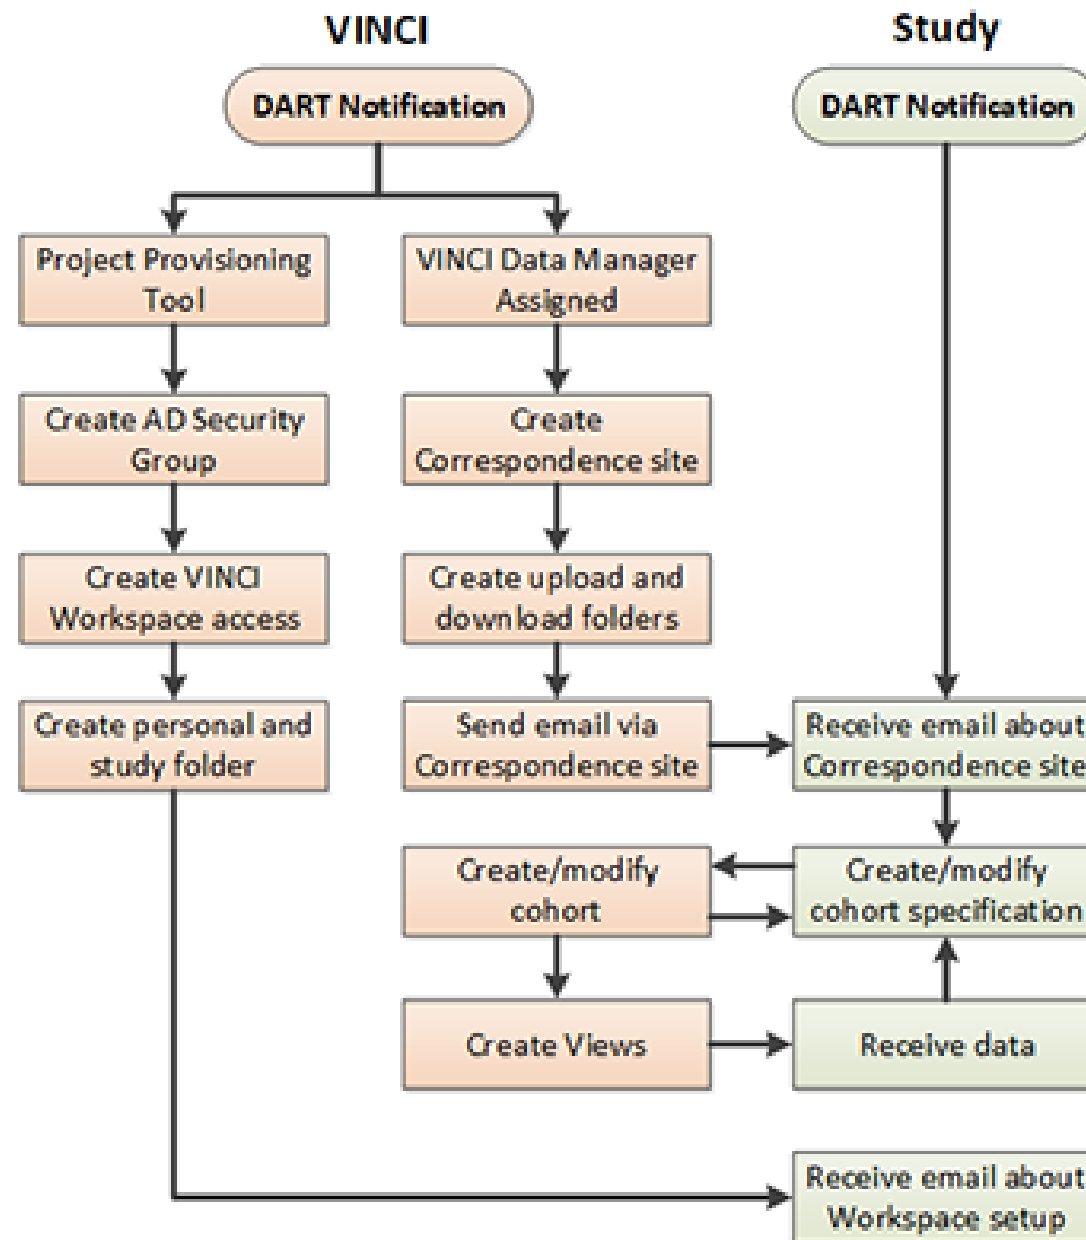 VINCI
Study
DART Notification
DART Notification
Project Provisioning
Tool
VINCI Data Manager
Assigned
Create AD Security
Group
Create
Correspondence site
Create VINCI
Workspace access
Create upload and
download folders
Create personal and
study folder
Send email via
Correspondence site
Receive email about
Correspondence site
Create/modify
cohort
Create/modify
cohort specification
Create Views
Receive data
Receive email about
Workspace setup